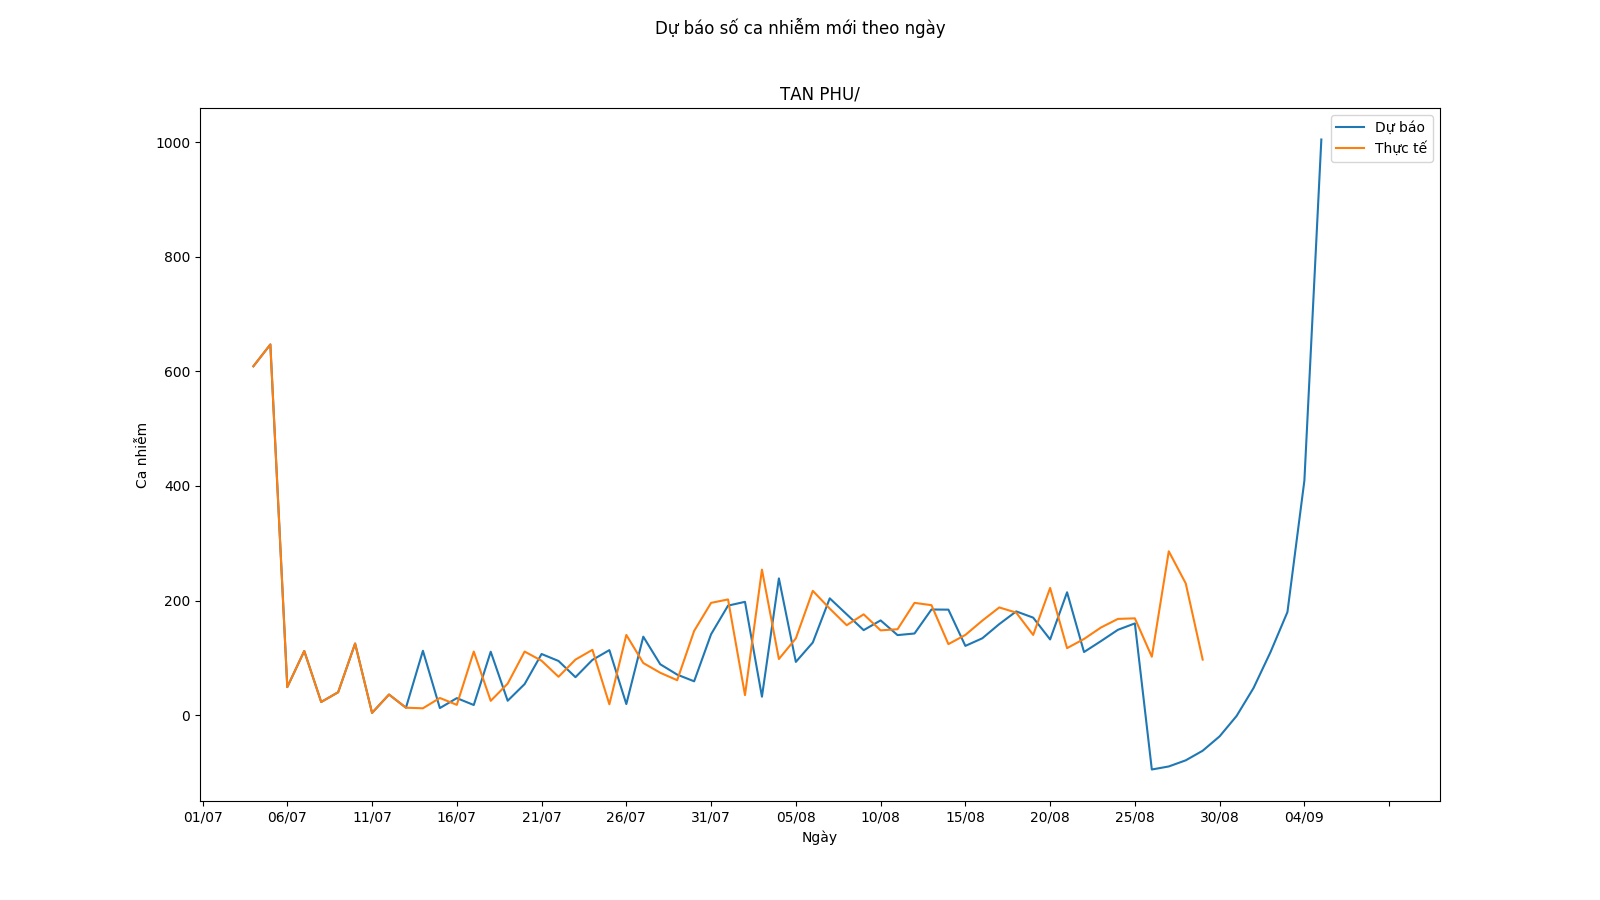 Dự báo số ca nhiễm mới theo ngày
TAN PHU/
Dự báo
Thực tế
1000
800
600
400
200
0
Ca nhiễm
01/07 06/07 11/07 16/07 21/07 26/07 31/07 05/08 10/08 15/08 20/08 25/08 30/08 04/09
Ngày